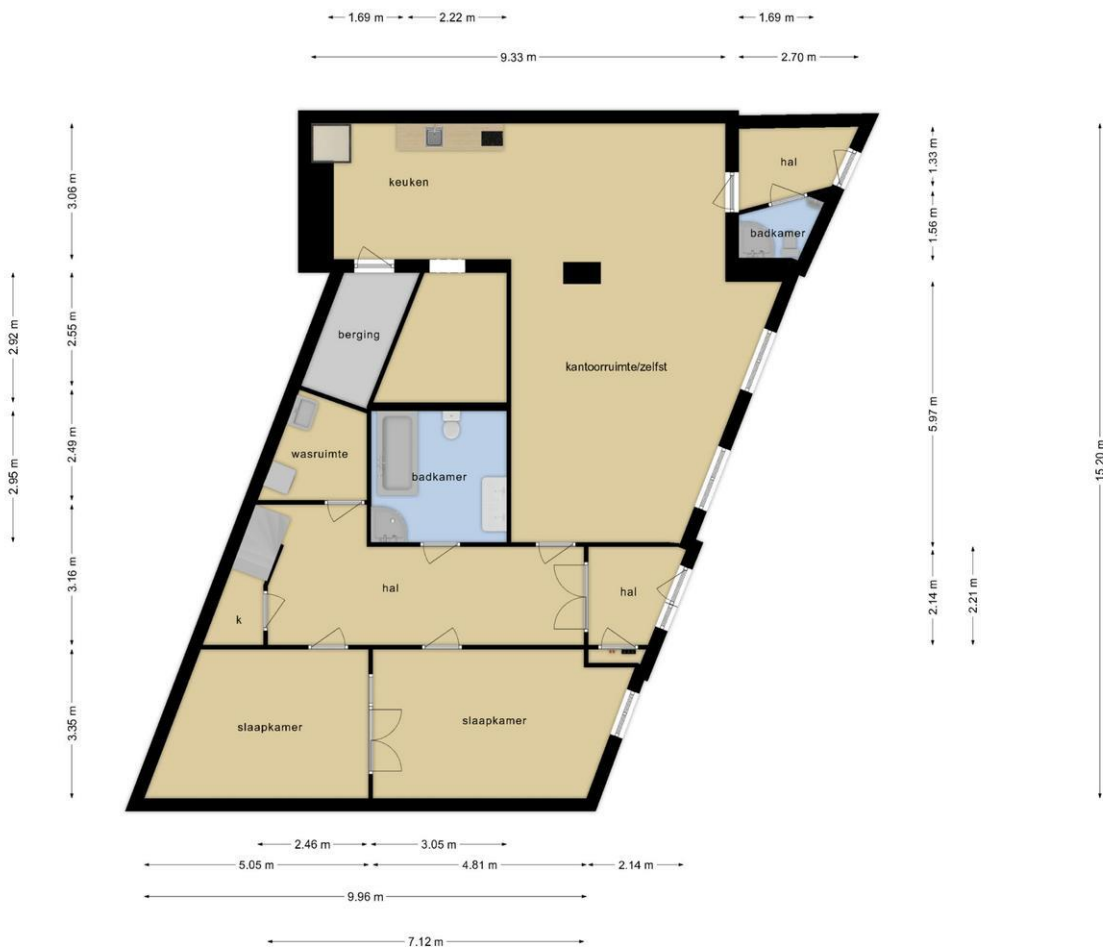 1.69 m 2.22 m 1.69 m
9.33 m 2.70 m
3.06 m
2.92 m
2.55 m
2.95 m
2.49 m
3.16 m
3.35 m
keuken
hal
badkamer
berging
kantoorruimte/zelfst
wasruimte
badkamer
hal
hal
k
slaapkamer
slaapkamer
1.33 m
1.56 m
5.97 m
2.14 m
2.21 m
15.20 m
2.46 m 3.05 m
5.05 m 4.81 m 2.14 m
9.96 m
7.12 m